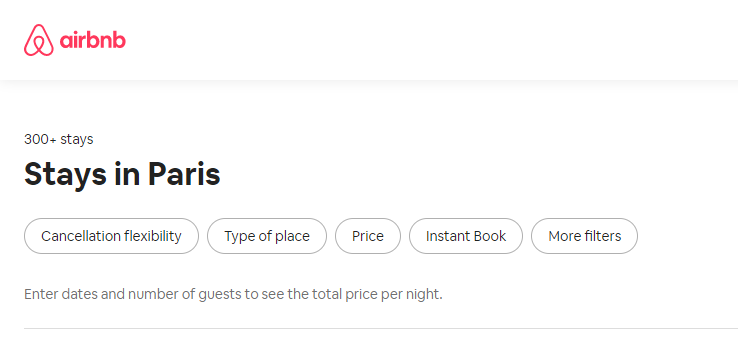 airbnb
300+ stays
Stays in Paris
Cancellation flexibility Type of place Price Instant Book More filters
Enter dates and number of guests to see the total price per night.